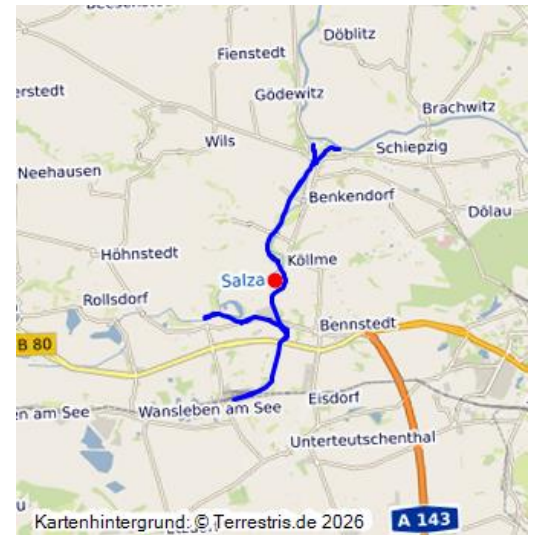 Döblitz
Fienstedt
Gödewitz
Brachwitz
Wils
Schiepzig
Neehausen
Benkendorf
Dölau
Höhnstedt
Köllme
Salza
Rollsdorf
Bennstedt
B 80
Eisdorf
Wansleben am See
Unterteutschenthal
Kartenhintergrund: © Terrestris.de 2026
A 143